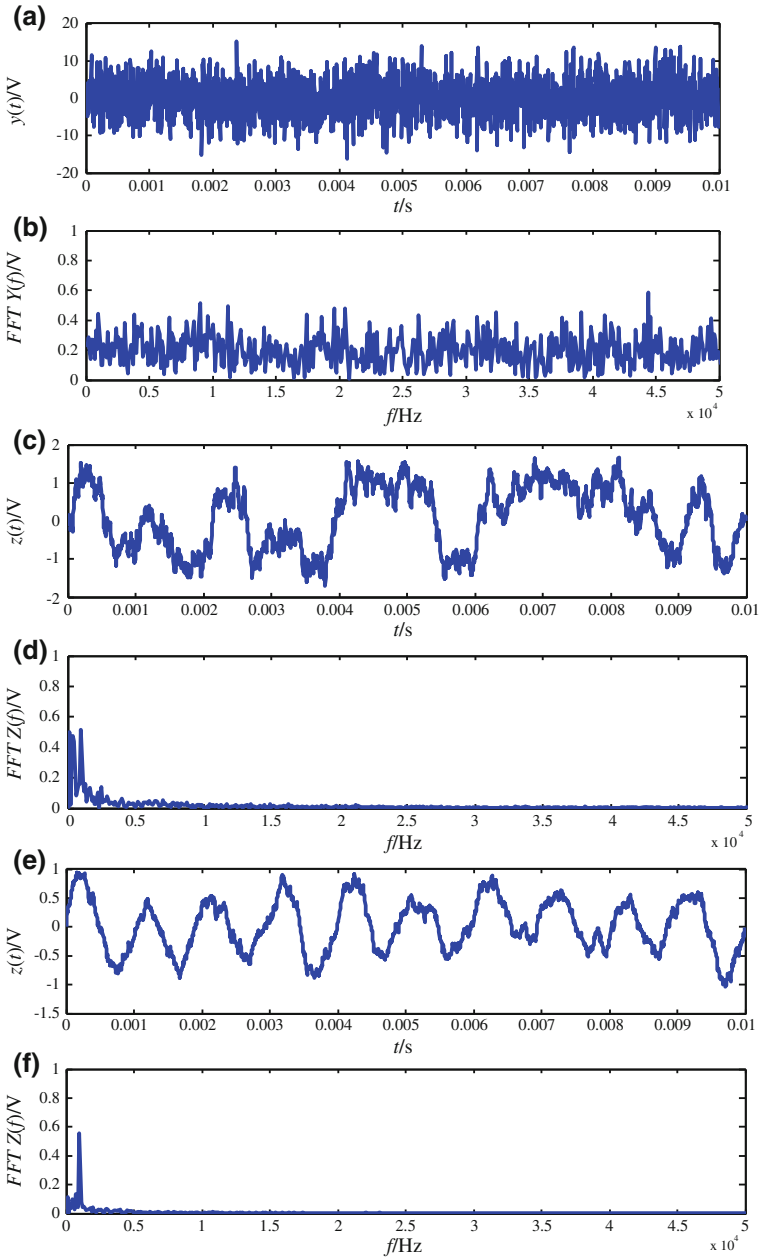 (a)
20
10
0
-10
-20
y(t)/V
0 0.001 0.002 0.003 0.004 0.005 0.006 0.007 0.008 0.009 0.01
t/s
(b)
1
0.8
0.6
0.4
0.2
0
FFT Y(f)/V
0 0.5 1 1.5 2 2.5 3 3.5 4 4.5 5
f/Hz
x 10^4
(c)
2
1
0
-1
-2
z(t)/V
0 0.001 0.002 0.003 0.004 0.005 0.006 0.007 0.008 0.009 0.01
t/s
(d)
1
0.8
0.6
0.4
0.2
0
FFT Z(f)/V
0 0.5 1 1.5 2 2.5 3 3.5 4 4.5 5
f/Hz
x 10^4
(e)
1
0.5
0
-0.5
-1
-1.5
z(t)/V
0 0.001 0.002 0.003 0.004 0.005 0.006 0.007 0.008 0.009 0.01
t/s
(f)
1
0.8
0.6
0.4
0.2
0
FFT Z(f)/V
0 0.5 1 1.5 2 2.5 3 3.5 4 4.5 5
f/Hz
x 10^4